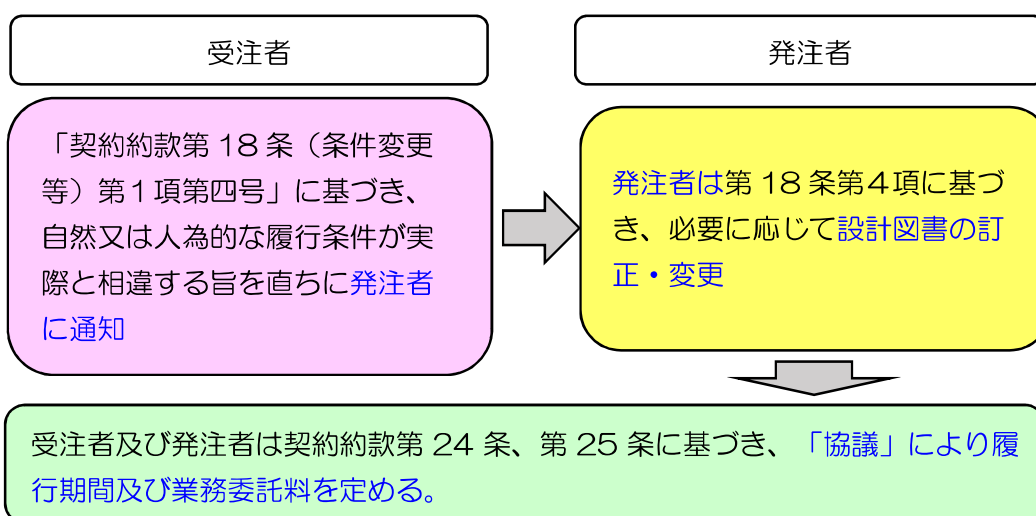 受注者
発注者
「契約約款第 18 条（条件変更
等）第１項第四号」に基づき、
自然又は人為的な履行条件が実
際と相違する旨を直ちに発注者
に通知
発注者は第 18 条第４項に基づ
き、必要に応じて設計図書の訂
正・変更
受注者及び発注者は契約約款第 24 条、第 25 条に基づき、「協議」により履
行期間及び業務委託料を定める。